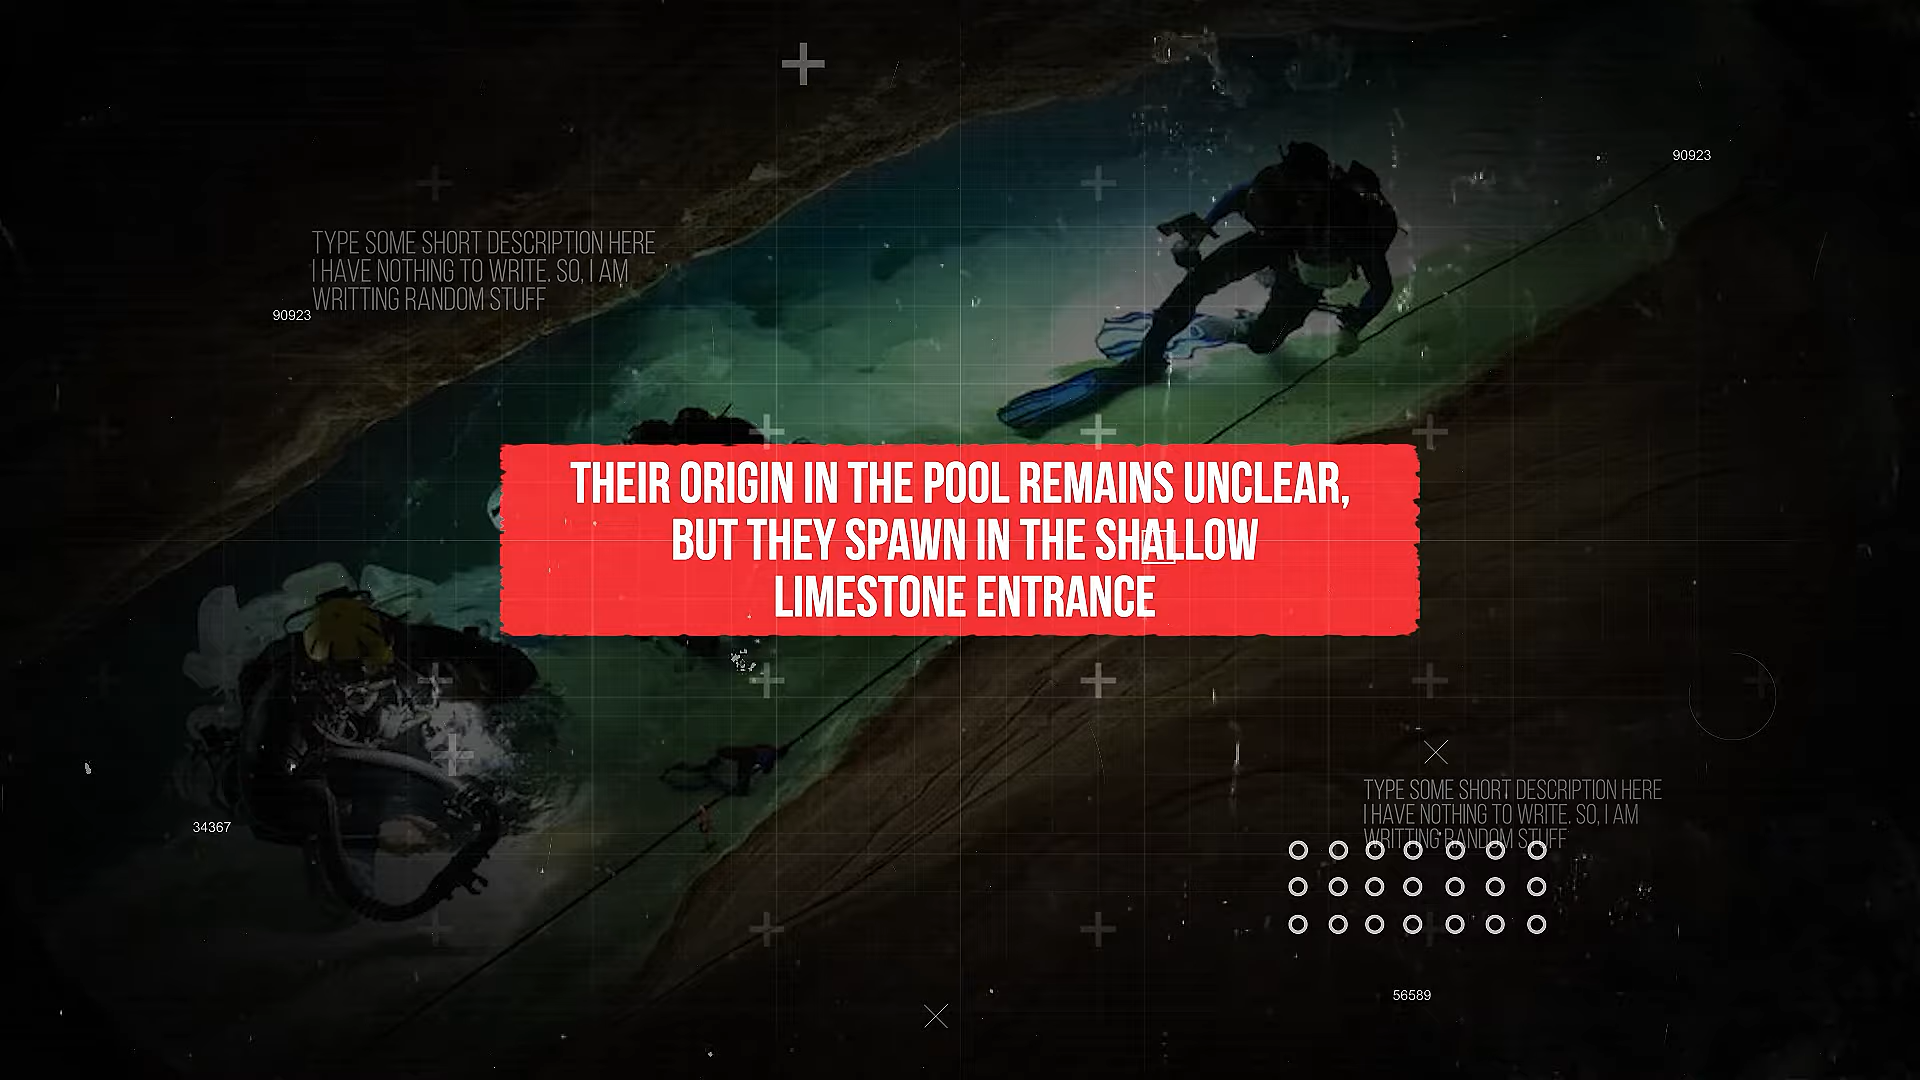 90923
TYPE SOME SHORT DESCRIPTION HERE
I HAVE NOTHING TO WRITE. SO, I AM
WRITTING RANDOM STUFF
90923
THEIR ORIGIN IN THE POOL REMAINS UNCLEAR,
BUT THEY SPAWN IN THE SHALLOW
LIMESTONE ENTRANCE
TYPE SOME SHORT DESCRIPTION HERE
I HAVE NOTHING TO WRITE. SO, I AM
WRITTING RANDOM STUFF
34367
56589